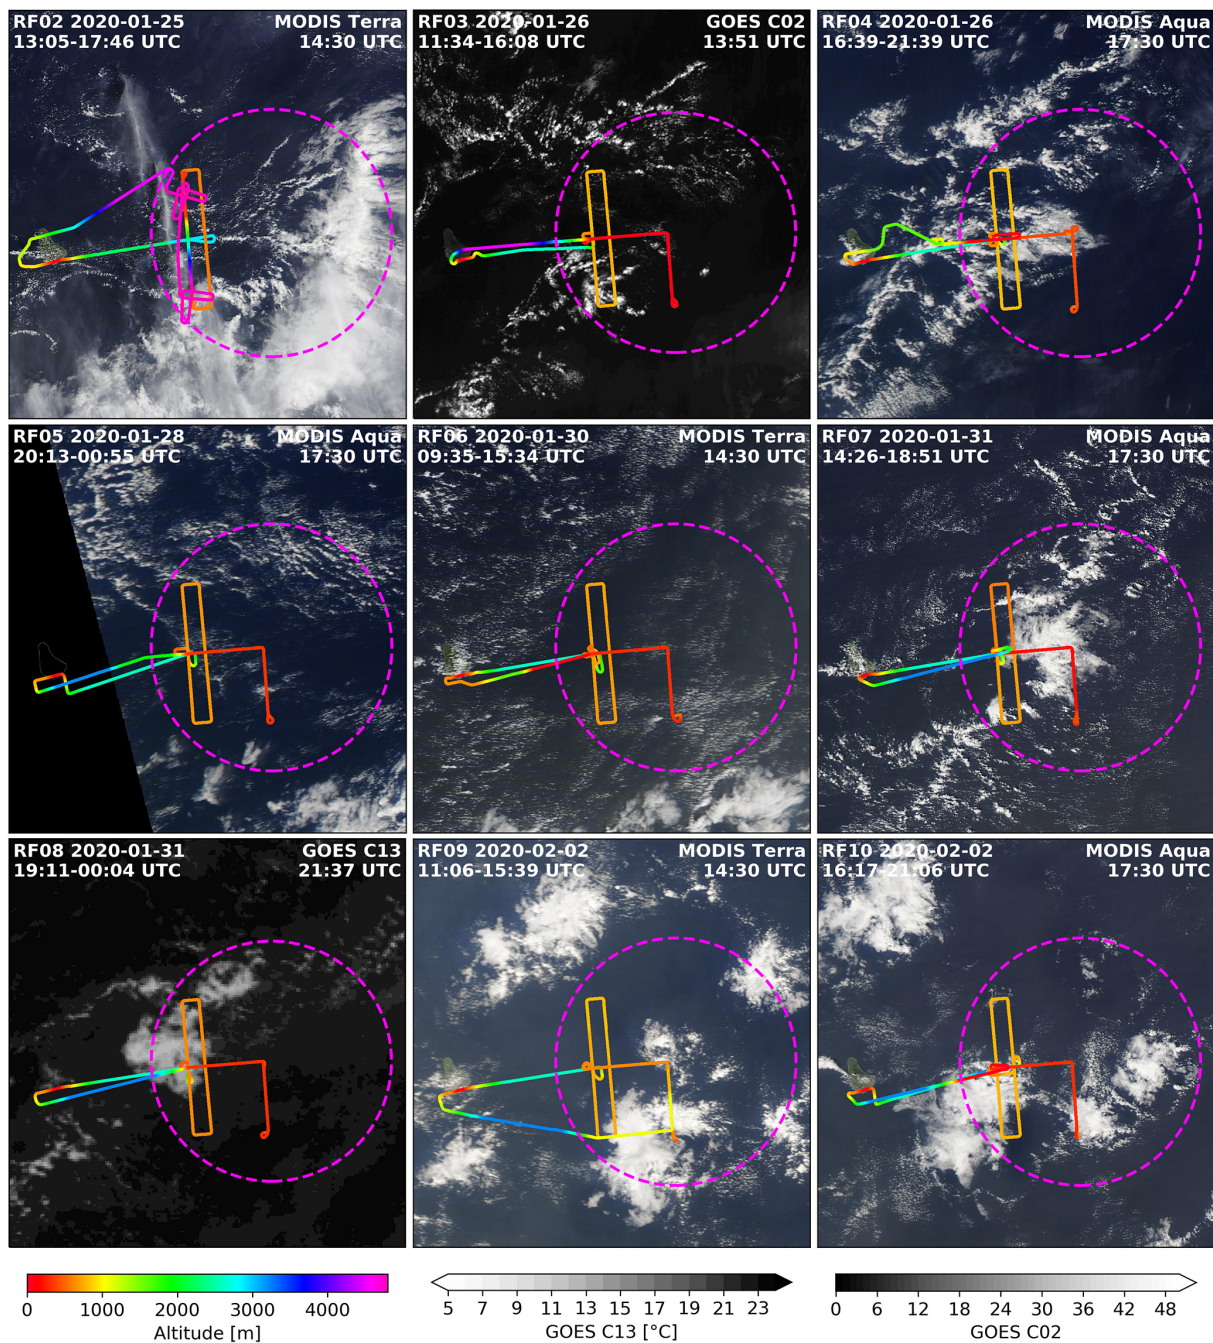 RF02 2020-01-25 MODIS Terra
13:05-17:46 UTC 14:30 UTC
RF03 2020-01-26 GOES C02
11:34-16:08 UTC 13:51 UTC
RF04 2020-01-26 MODIS Aqua
16:39-21:39 UTC 17:30 UTC
RF05 2020-01-28 MODIS Aqua
20:13-00:55 UTC 17:30 UTC
RF06 2020-01-30 MODIS Terra
09:35-15:34 UTC 14:30 UTC
RF07 2020-01-31 MODIS Aqua
14:26-18:51 UTC 17:30 UTC
RF08 2020-01-31 GOES C13
19:11-00:04 UTC 21:37 UTC
RF09 2020-02-02 MODIS Terra
11:06-15:39 UTC 14:30 UTC
RF10 2020-02-02 MODIS Aqua
16:17-21:06 UTC 17:30 UTC
0 1000 2000 3000 4000
Altitude [m]
5 7 9 11 13 15 17 19 21 23
GOES C13 [°C]
0 6 12 18 24 30 36 42 48
GOES C02